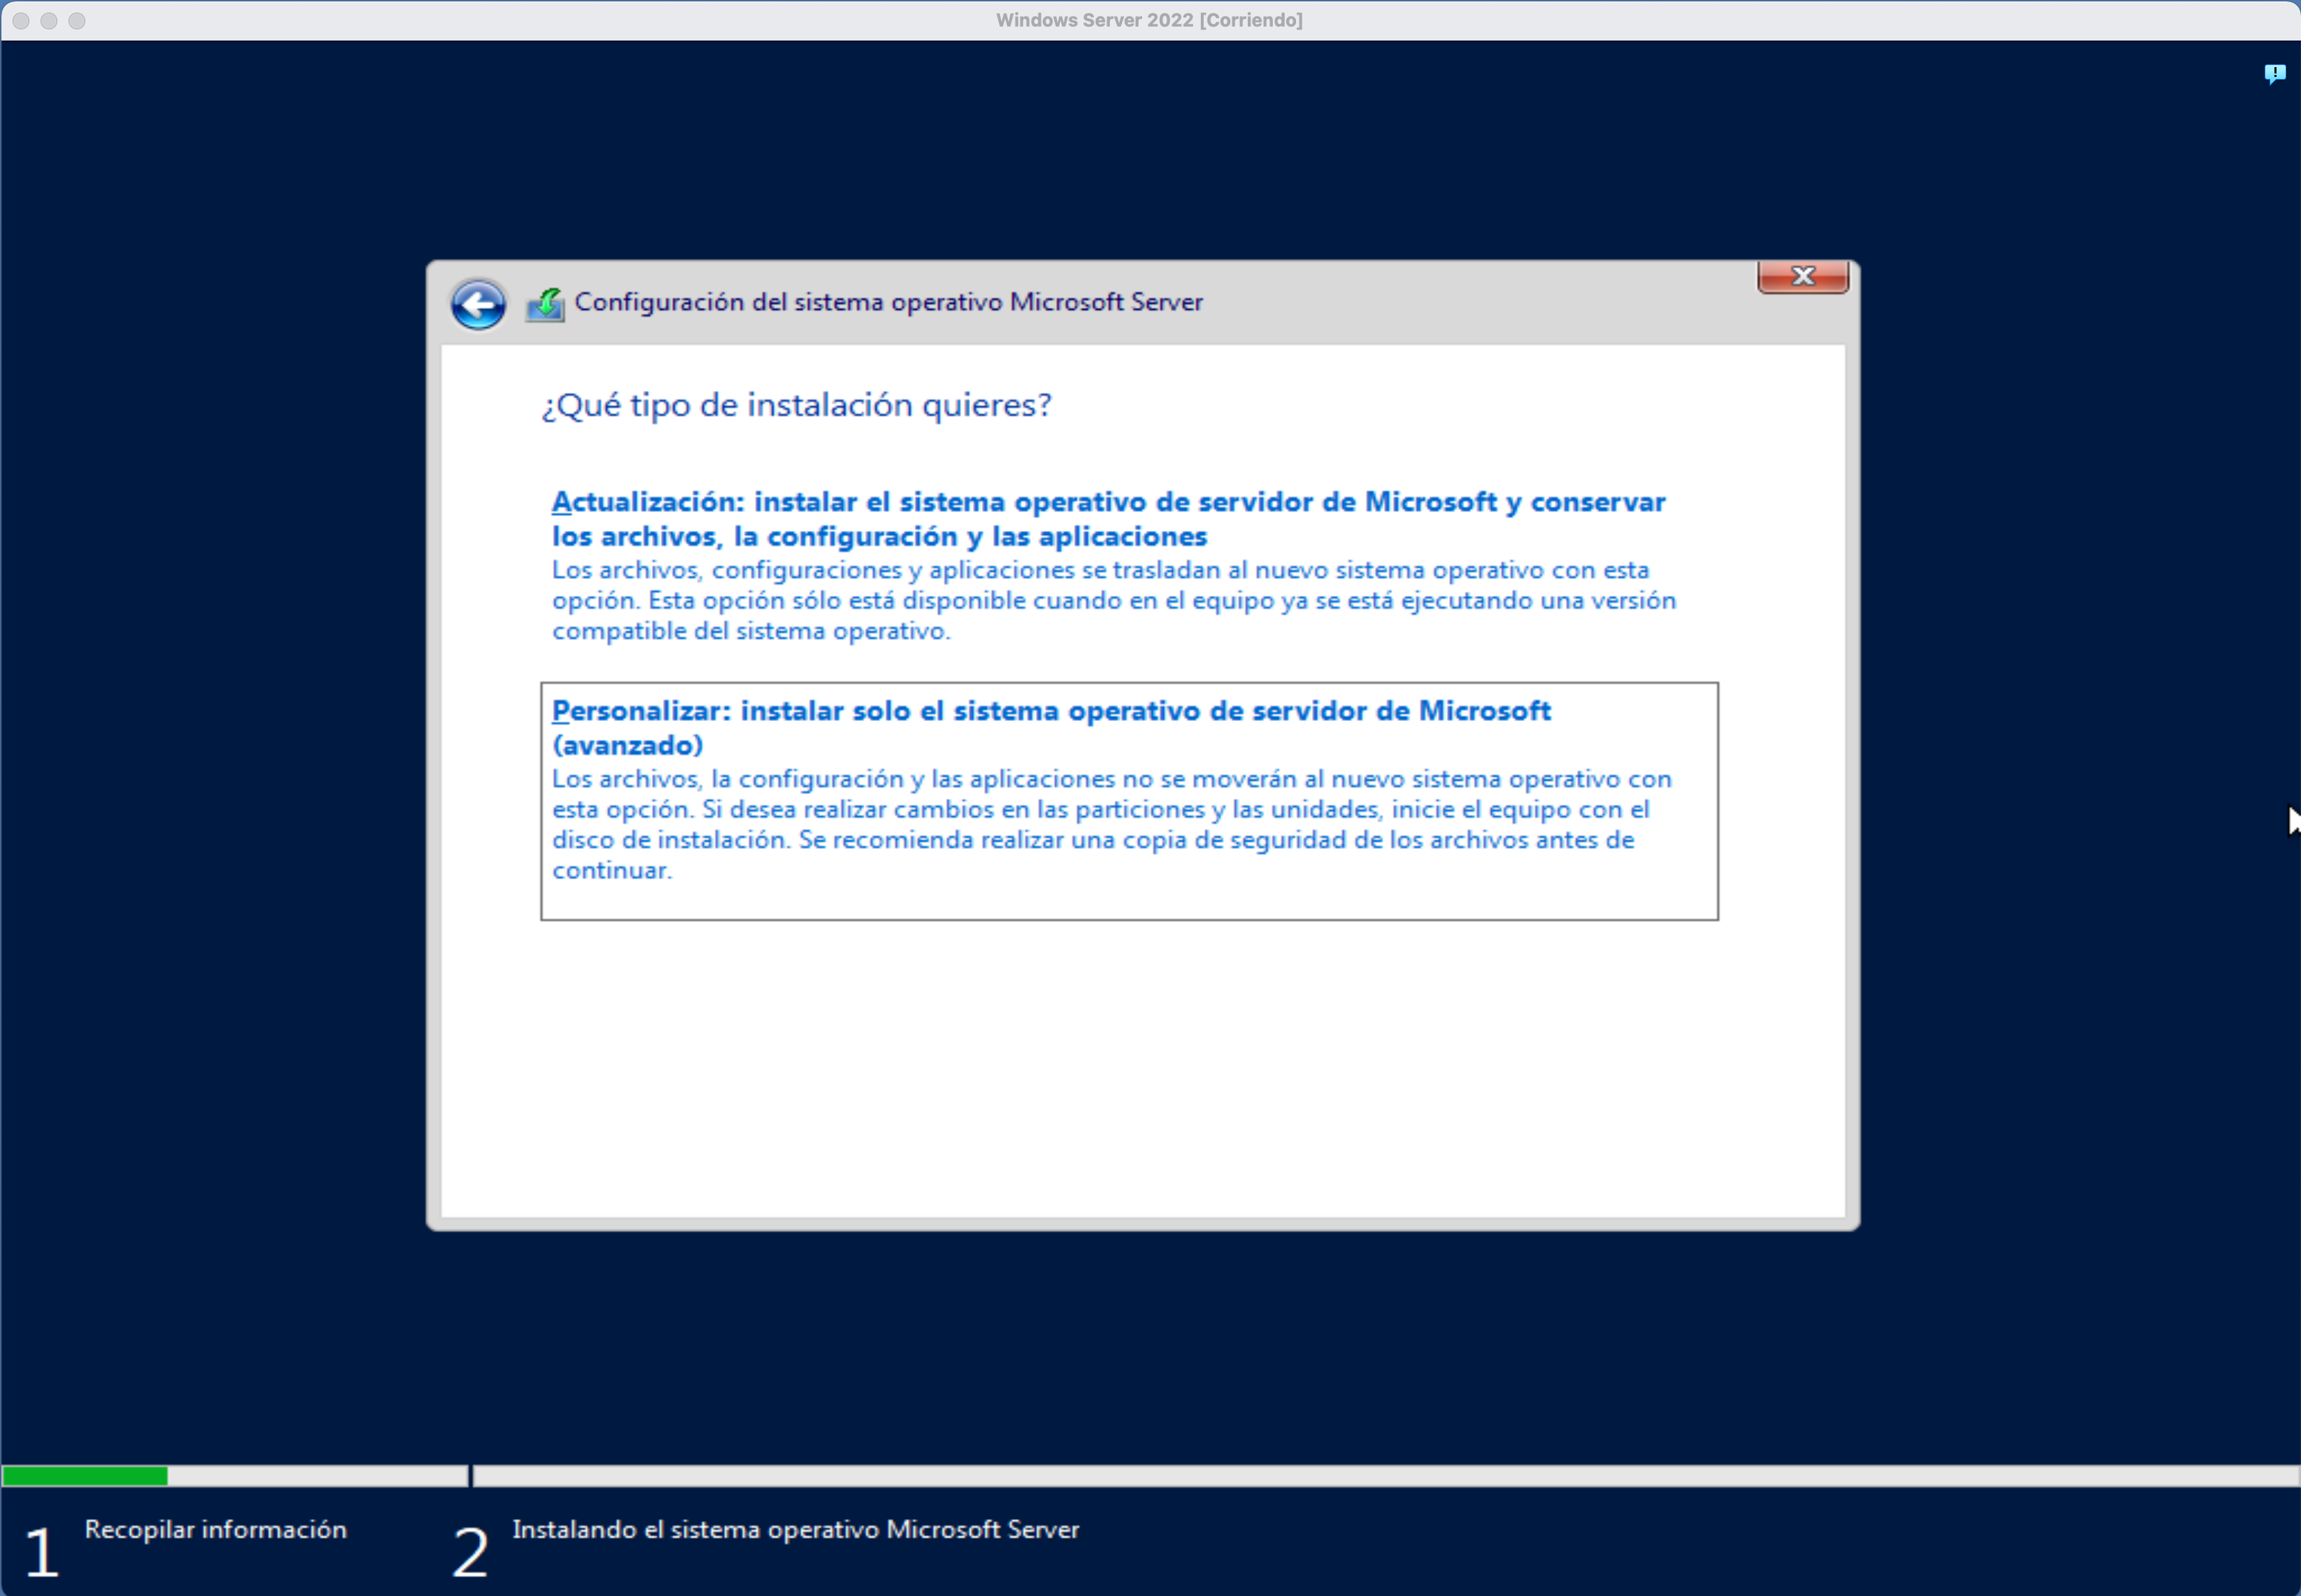 Windows Server 2022 [Corriendo]
Configuración del sistema operativo Microsoft Server
¿Qué tipo de instalación quieres?
Actualización: instalar el sistema operativo de servidor de Microsoft y conservar
los archivos, la configuración y las aplicaciones
Los archivos, configuraciones y aplicaciones se trasladan al nuevo sistema operativo con esta
opción. Esta opción sólo está disponible cuando en el equipo ya se está ejecutando una versión
compatible del sistema operativo.
Personalizar: instalar solo el sistema operativo de servidor de Microsoft
(avanzado)
Los archivos, la configuración y las aplicaciones no se moverán al nuevo sistema operativo con
esta opción. Si desea realizar cambios en las particiones y las unidades, inicie el equipo con el
disco de instalación. Se recomienda realizar una copia de seguridad de los archivos antes de
continuar.
1 Recopilar información
2 Instalando el sistema operativo Microsoft Server